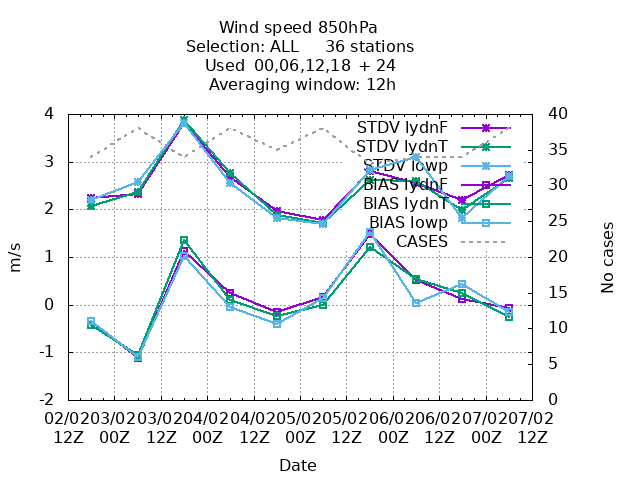 Wind speed 850hPa
Selection: ALL 36 stations
Used 00,06,12,18 + 24
Averaging window: 12h
4
3
2
1
0
-1
-2
m/s
40
35
30
25
20
15
10
5
0
No cases
STDV lydnF
STDV lydnT
STDV lowp
BIAS lydnF
BIAS lydnT
BIAS lowp
CASES
02/02 03/02 03/02 04/02 04/02 05/02 05/02 06/02 06/02 07/02 07/02
12Z 00Z 12Z 00Z 12Z 00Z 12Z 00Z 12Z 00Z 12Z
Date